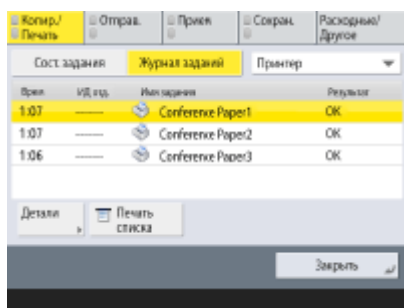 Копир./ Печать
Отправ.
Прием
Сохран.
Расходные/ Другое
Сост. задания
Журнал заданий
Принтер
Время ИД отд. Имя задания Результат
1:07 -------- Conference Paper1 OK
1:07 -------- Conference Paper2 OK
1:06 -------- Conference Paper3 OK
Детали
Печать списка
Закрыть